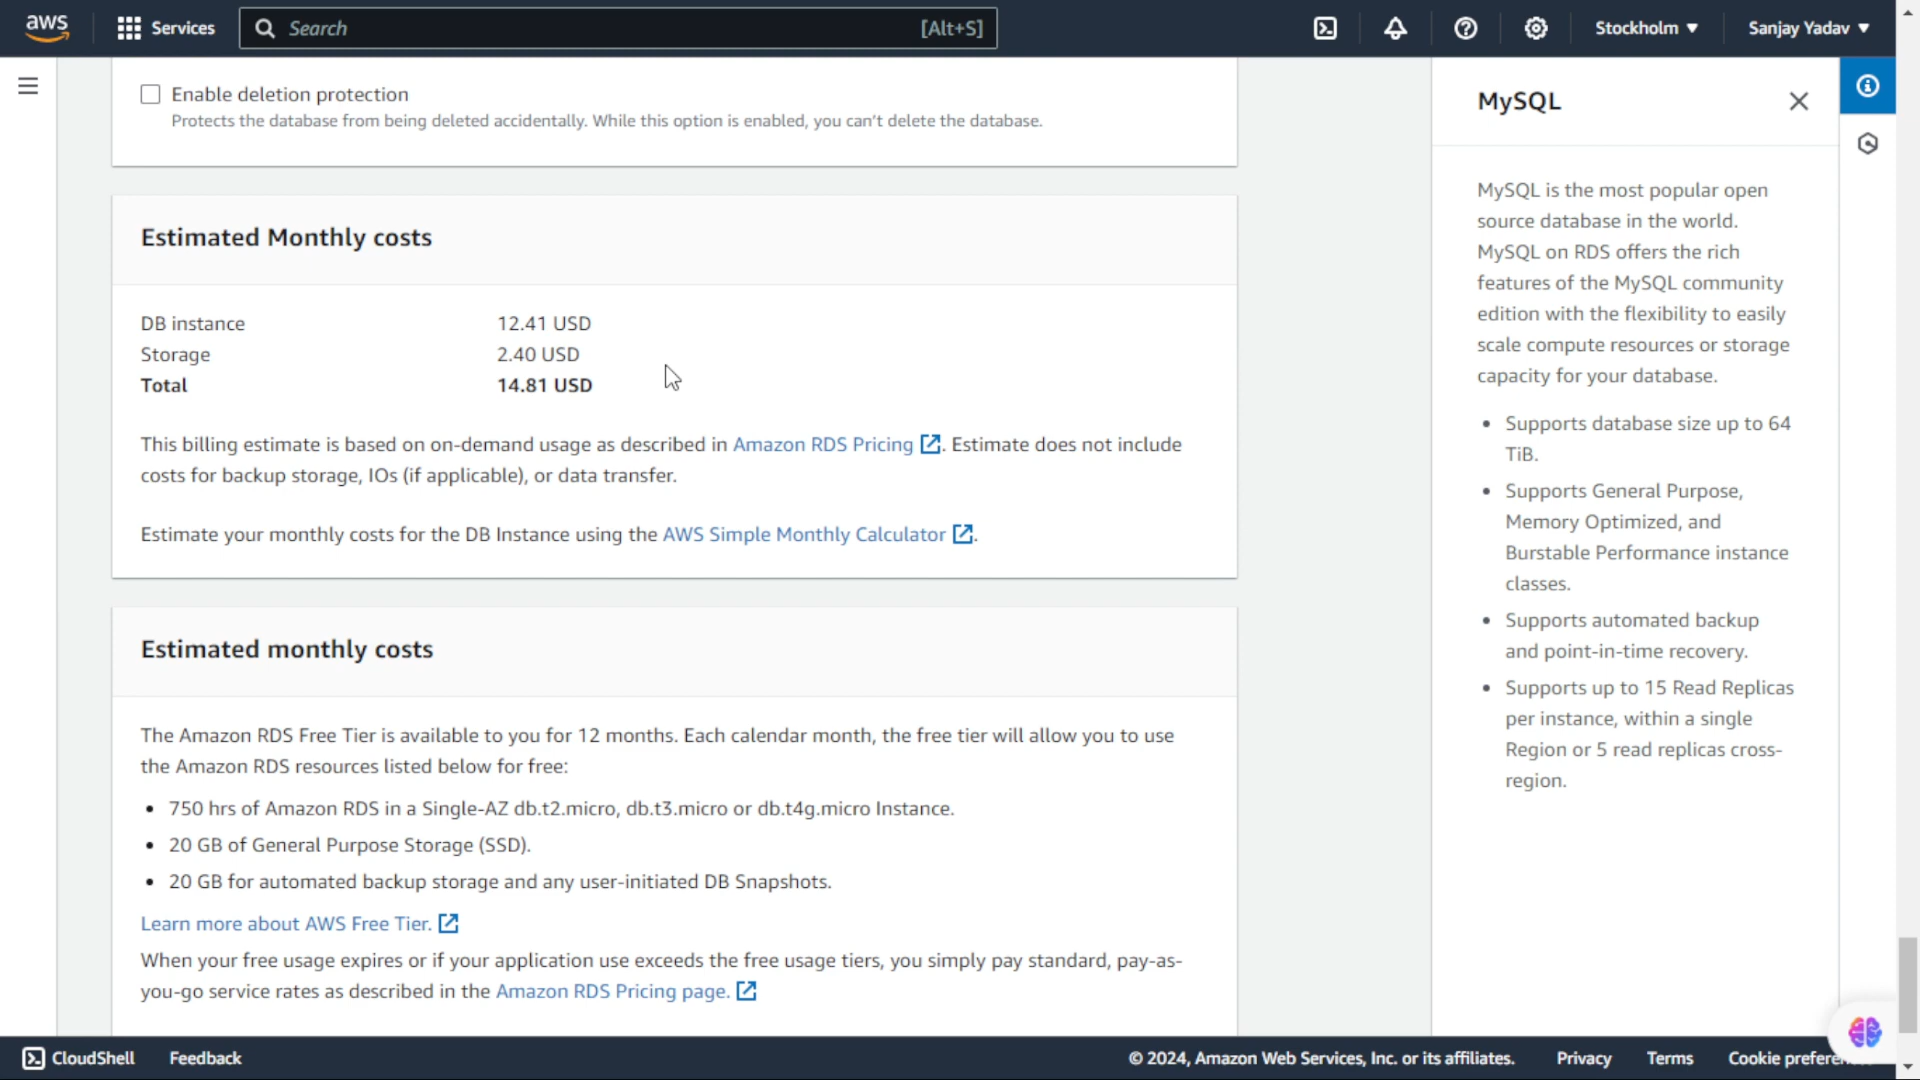 aws
Services
Search
[Alt+S]
Stockholm ▼
Sanjay Yadav ▼
Enable deletion protection
Protects the database from being deleted accidentally. While this option is enabled, you can't delete the database.
Estimated Monthly costs
DB instance 12.41 USD
Storage 2.40 USD
Total 14.81 USD
This billing estimate is based on on-demand usage as described in Amazon RDS Pricing. Estimate does not include
costs for backup storage, IOs (if applicable), or data transfer.
Estimate your monthly costs for the DB Instance using the AWS Simple Monthly Calculator.
Estimated monthly costs
The Amazon RDS Free Tier is available to you for 12 months. Each calendar month, the free tier will allow you to use
the Amazon RDS resources listed below for free:
• 750 hrs of Amazon RDS in a Single-AZ db.t2.micro, db.t3.micro or db.t4g.micro Instance.
• 20 GB of General Purpose Storage (SSD).
• 20 GB for automated backup storage and any user-initiated DB Snapshots.
Learn more about AWS Free Tier.
When your free usage expires or if your application use exceeds the free usage tiers, you simply pay standard, pay-as-
you-go service rates as described in the Amazon RDS Pricing page.
MySQL
MySQL is the most popular open
source database in the world.
MySQL on RDS offers the rich
features of the MySQL community
edition with the flexibility to easily
scale compute resources or storage
capacity for your database.
• Supports database size up to 64
TiB.
• Supports General Purpose,
Memory Optimized, and
Burstable Performance instance
classes.
• Supports automated backup
and point-in-time recovery.
• Supports up to 15 Read Replicas
per instance, within a single
Region or 5 read replicas cross-
region.
CloudShell
Feedback
© 2024, Amazon Web Services, Inc. or its affiliates.
Privacy
Terms
Cookie